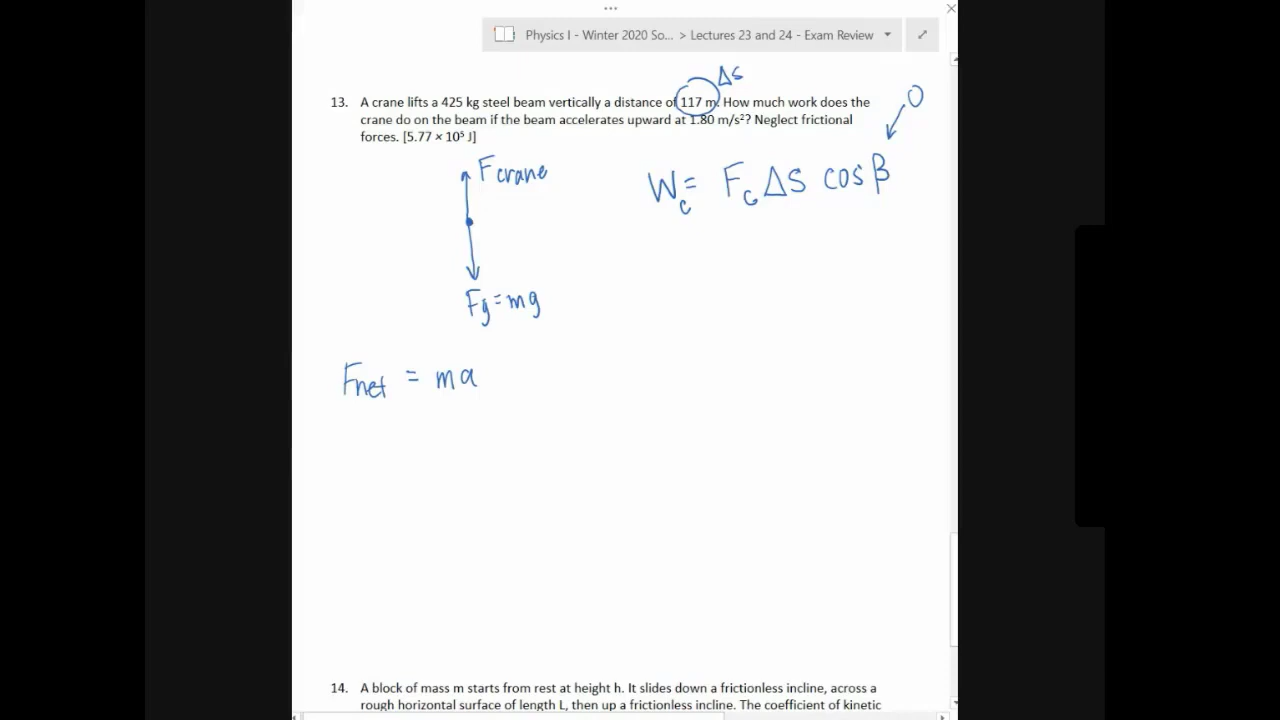 Physics I - Winter 2020 So... > Lectures 23 and 24 - Exam Review
Δs
13. A crane lifts a 425 kg steel beam vertically a distance of 117 m. How much work does the
crane do on the beam if the beam accelerates upward at 1.80 m/s²? Neglect frictional
forces. [5.77 × 10⁵ J]
0
F crane
W_c = F_c Δs cos β
Fg = mg
Fnet = ma
14. A block of mass m starts from rest at height h. It slides down a frictionless incline, across a
rough horizontal surface of length L, then up a frictionless incline. The coefficient of kinetic